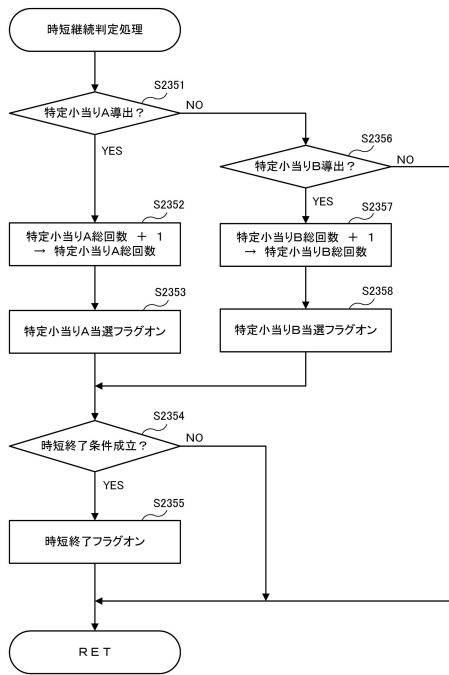 時短継続判定処理
S2351
特定小当りA導出？
NO
YES
S2356
特定小当りB導出？
NO
YES
S2352
特定小当りA総回数 ＋ １
→ 特定小当りA総回数
S2357
特定小当りB総回数 ＋ １
→ 特定小当りB総回数
S2353
特定小当りA当選フラグオン
S2358
特定小当りB当選フラグオン
S2354
時短終了条件成立？
NO
YES
S2355
時短終了フラグオン
ＲＥＴ